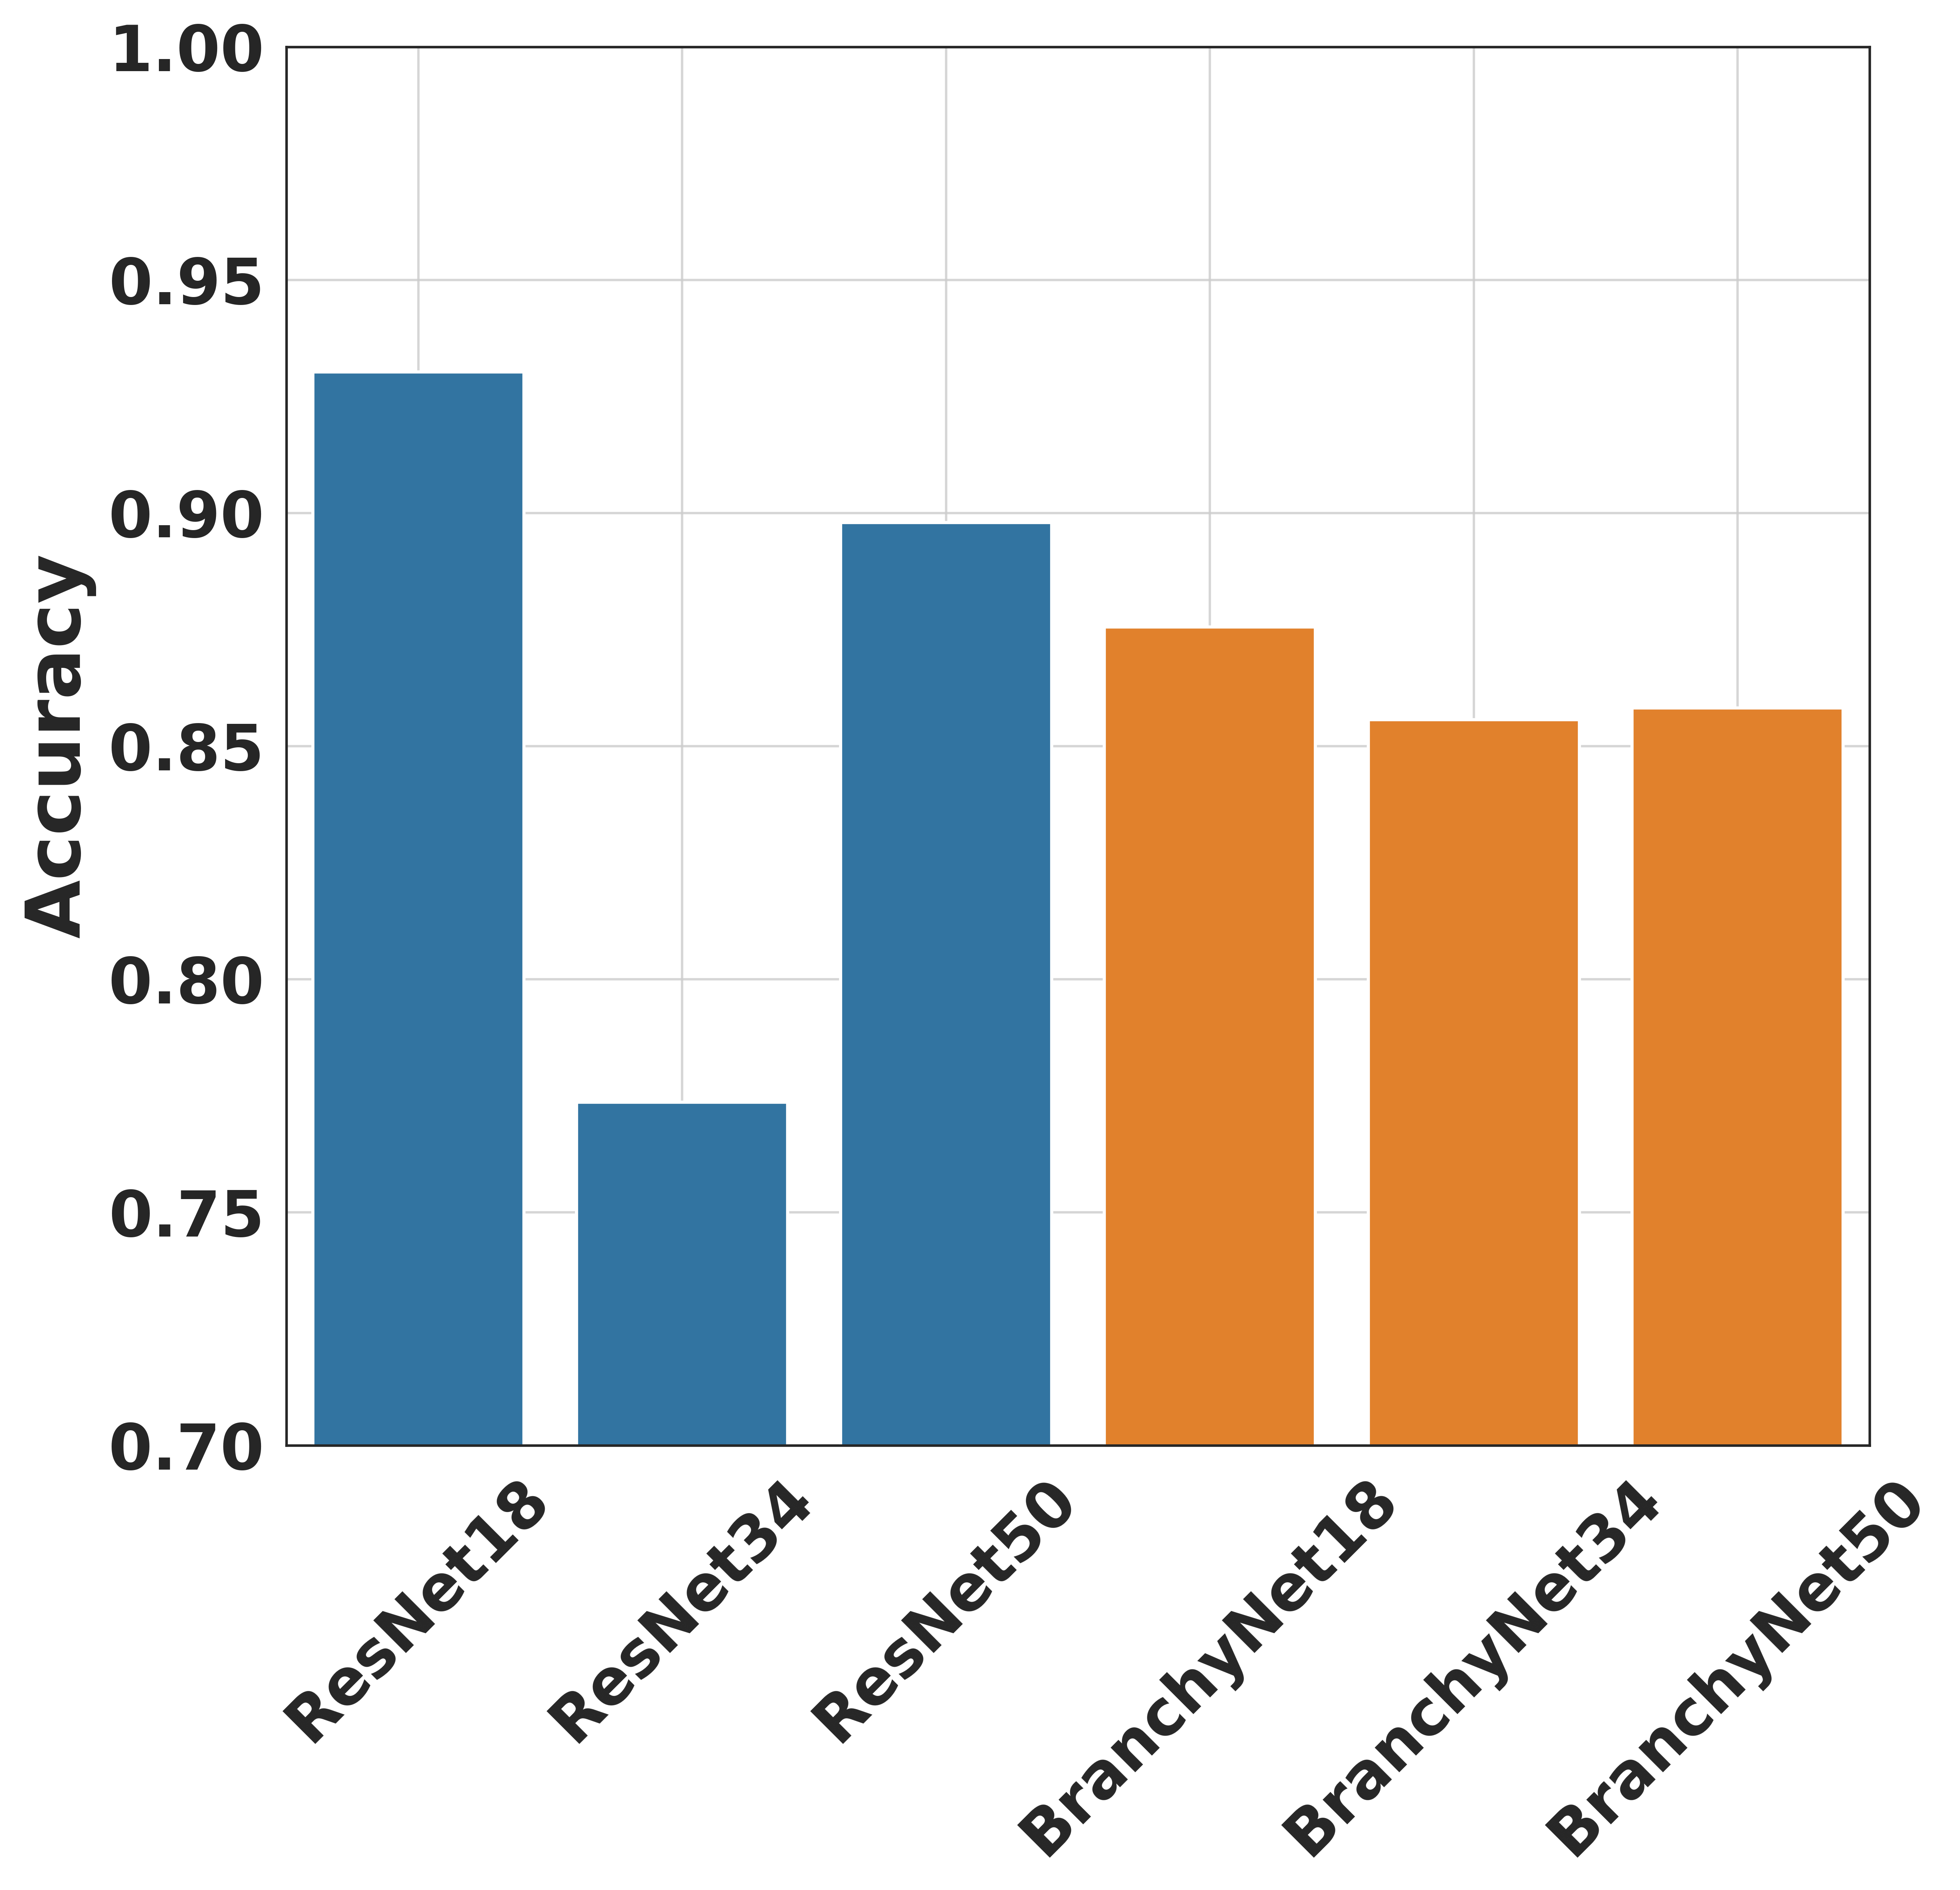 Accuracy
1.00
0.95
0.90
0.85
0.80
0.75
0.70
ResNet18
ResNet34
ResNet50
BranchyNet18
BranchyNet34
BranchyNet50